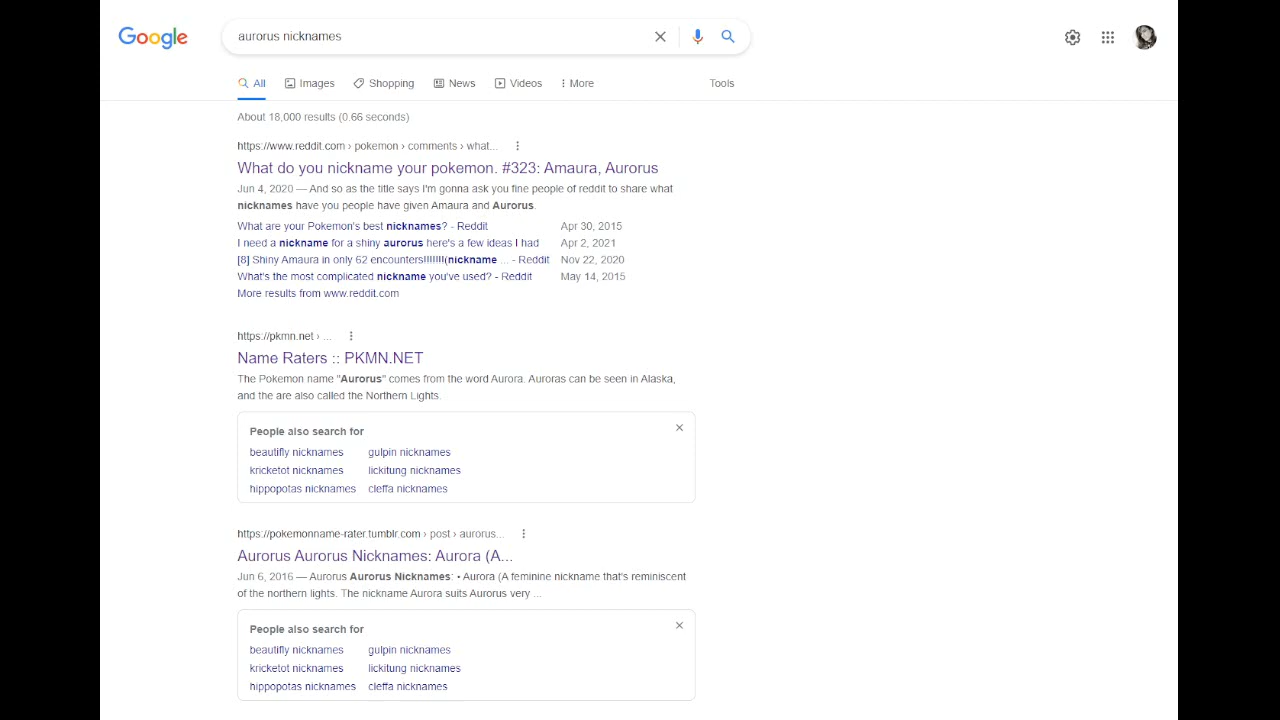 Google
aurorus nicknames
All Images Shopping News Videos More Tools
About 18,000 results (0.66 seconds)
https://www.reddit.com › pokemon › comments › what...
What do you nickname your pokemon. #323: Amaura, Aurorus
Jun 4, 2020 — And so as the title says I'm gonna ask you fine people of reddit to share what
nicknames have you people have given Amaura and Aurorus.
What are your Pokemon's best nicknames? - Reddit Apr 30, 2015
I need a nickname for a shiny aurorus here's a few ideas I had Apr 2, 2021
[8] Shiny Amaura in only 62 encounters!!!!!!!(nickname ... - Reddit Nov 22, 2020
What's the most complicated nickname you've used? - Reddit May 14, 2015
More results from www.reddit.com
https://pkmn.net › ...
Name Raters :: PKMN.NET
The Pokemon name "Aurorus" comes from the word Aurora. Auroras can be seen in Alaska,
and the are also called the Northern Lights.
People also search for
beautifly nicknames gulpin nicknames
kricketot nicknames lickitung nicknames
hippopotas nicknames cleffa nicknames
https://pokemonname-rater.tumblr.com › post › aurorus...
Aurorus Aurorus Nicknames: Aurora (A...
Jun 6, 2016 — Aurorus Aurorus Nicknames: • Aurora (A feminine nickname that's reminiscent
of the northern lights. The nickname Aurora suits Aurorus very ...
People also search for
beautifly nicknames gulpin nicknames
kricketot nicknames lickitung nicknames
hippopotas nicknames cleffa nicknames